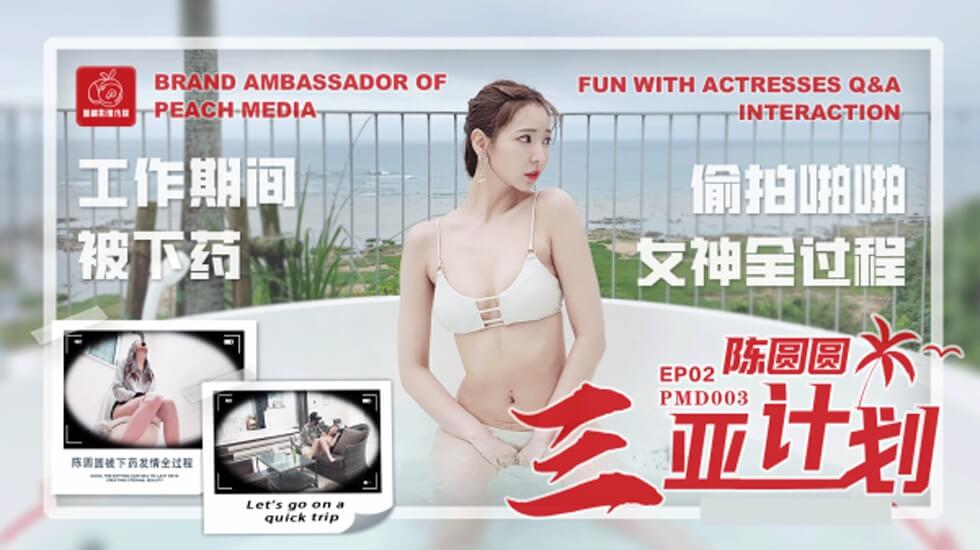 BRAND AMBASSADOR OF
PEACH MEDIA
FUN WITH ACTRESSES Q&A
INTERACTION
工作期间
被下药
偷拍啪啪
女神全过程
陈圆圆被下药发情全过程
Let's go on a
quick trip
EP02 陈圆圆
PMD003
三亚计划